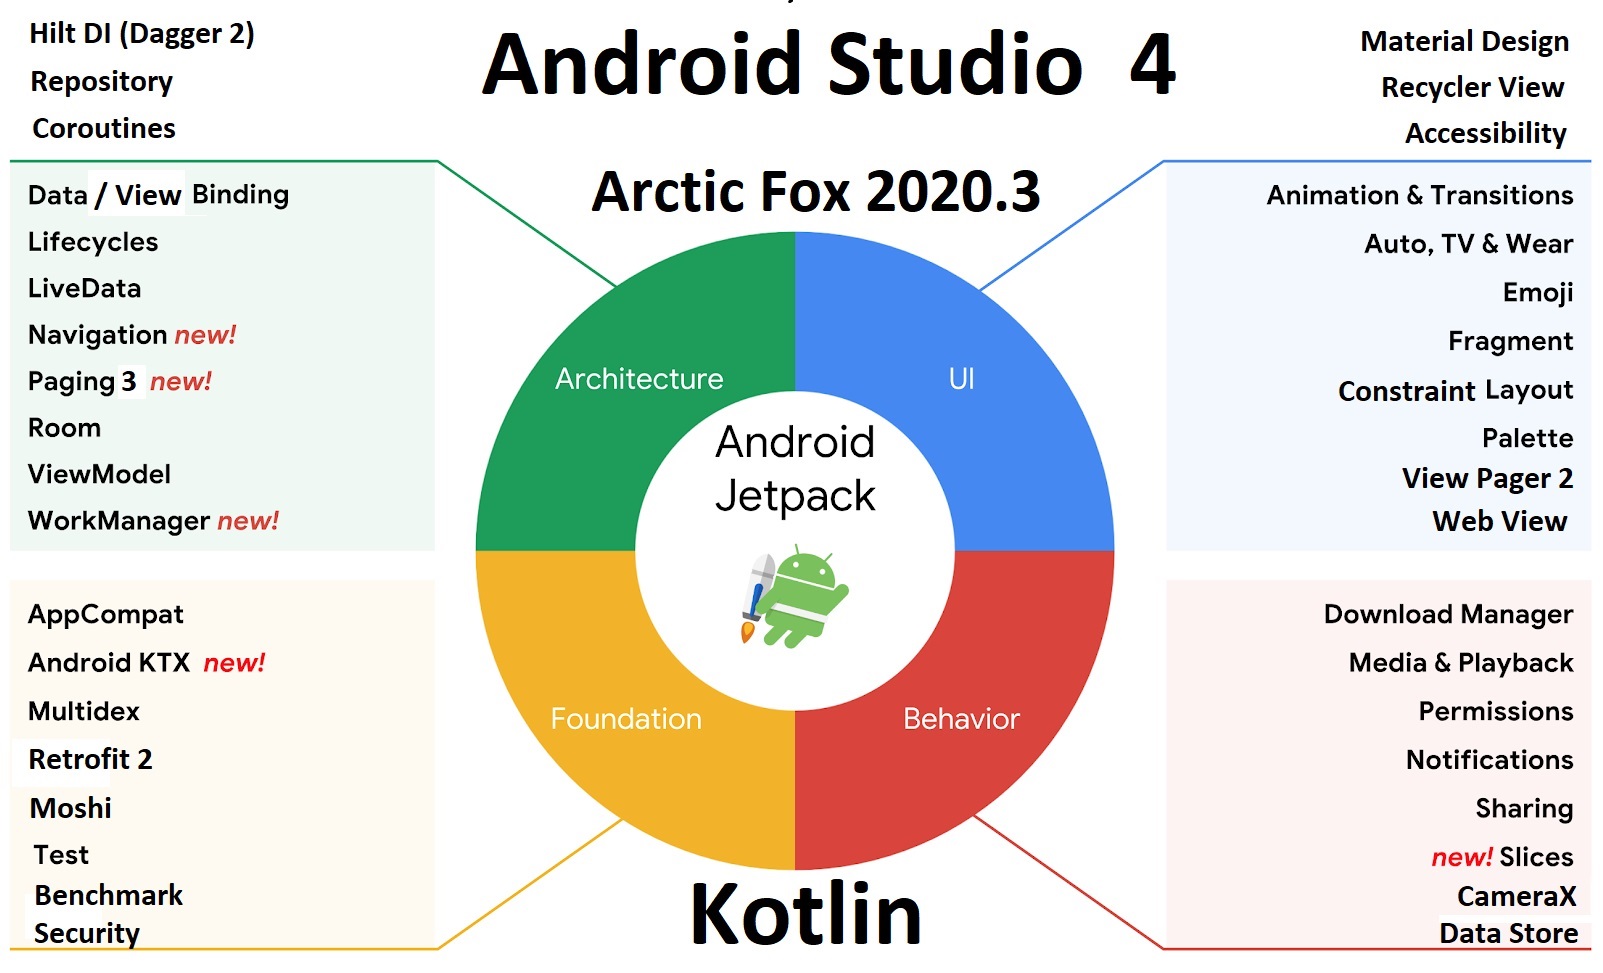 Android Studio 4
Arctic Fox 2020.3
Hilt DI (Dagger 2)
Repository
Coroutines
Data / View Binding
Lifecycles
LiveData
Navigation new!
Paging 3 new!
Room
ViewModel
WorkManager new!
Material Design
Recycler View
Accessibility
Animation & Transitions
Auto, TV & Wear
Emoji
Fragment
Constraint Layout
Palette
View Pager 2
Web View
Architecture
UI
Android
Jetpack
Foundation
Behavior
AppCompat
Android KTX new!
Multidex
Retrofit 2
Moshi
Test
Benchmark
Security
Download Manager
Media & Playback
Permissions
Notifications
Sharing
new! Slices
CameraX
Data Store
Kotlin